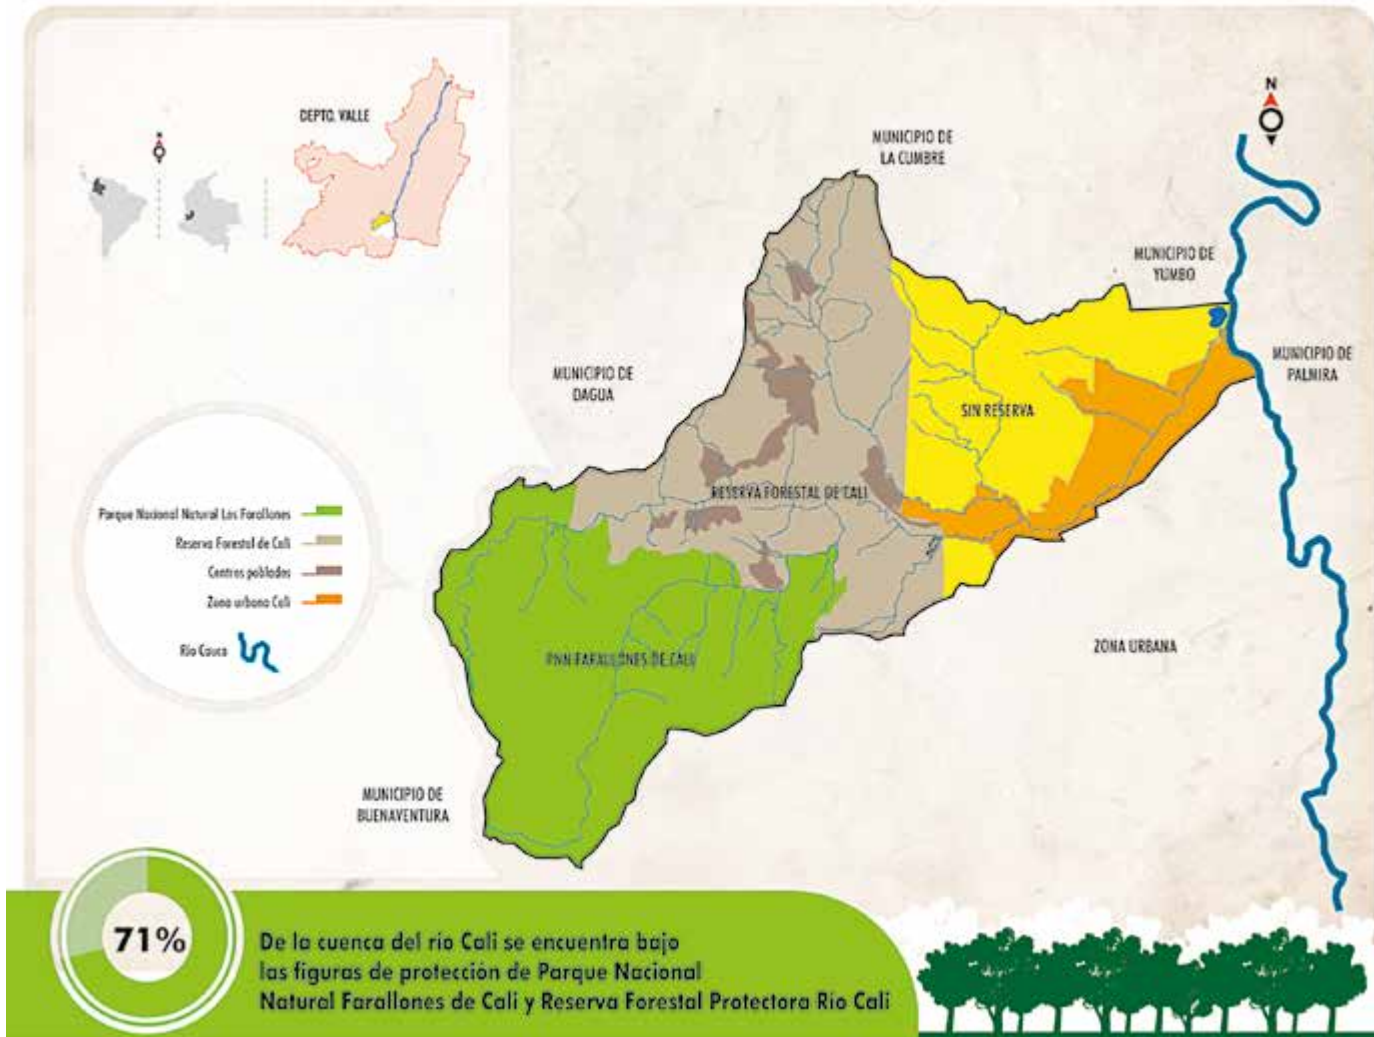 N
DEPTO. VALLE
N
MUNICIPIO DE
LA CUMBRE
MUNICIPIO DE
YUMBO
MUNICIPIO DE
PALMIRA
MUNICIPIO DE
DAGUA
SIN RESERVA
RESERVA FORESTAL DE CALI
Parque Nacional Natural Los Farallones
Reserva Forestal de Cali
Centros poblados
Zona urbana Cali
Río Cauca
PNN FARALLONES DE CALI
ZONA URBANA
MUNICIPIO DE
BUENAVENTURA
71%
De la cuenca del río Cali se encuentra bajo
las figuras de protección de Parque Nacional
Natural Farallones de Cali y Reserva Forestal Protectora Río Cali